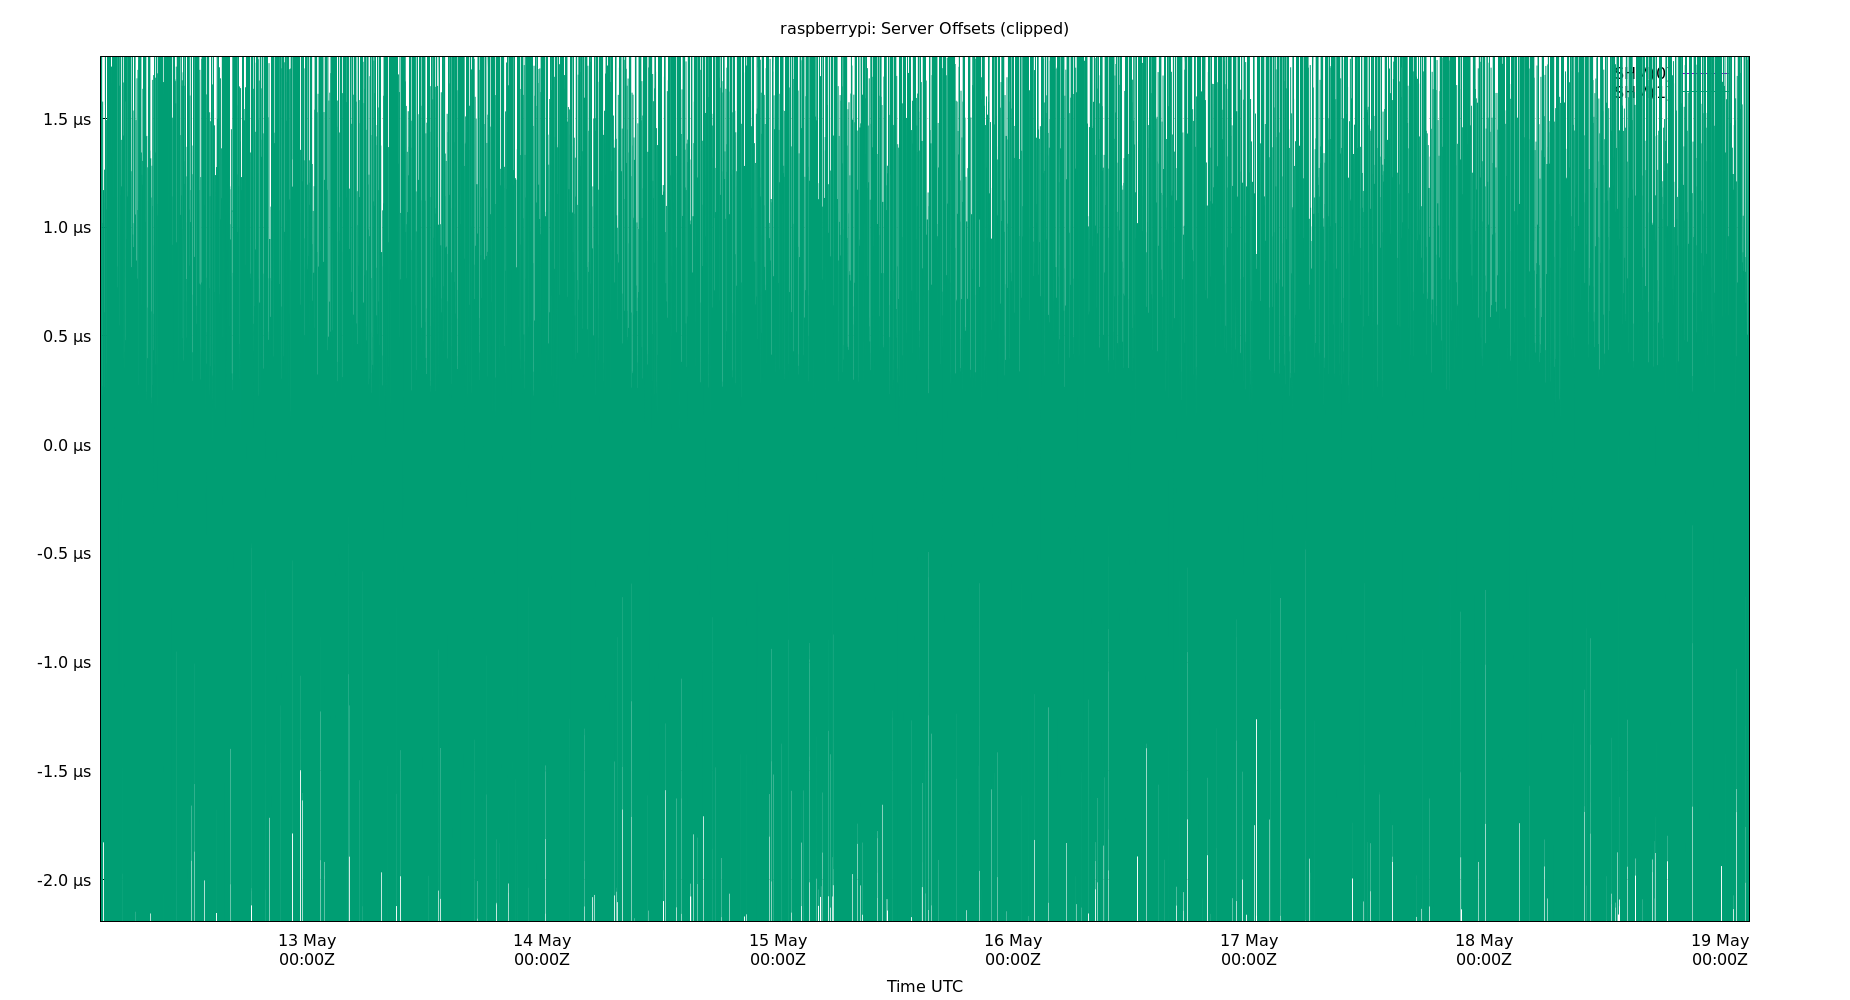 raspberrypi: Server Offsets (clipped)
1.5 µs
1.0 µs
0.5 µs
0.0 µs
-0.5 µs
-1.0 µs
-1.5 µs
-2.0 µs
13 May 14 May 15 May 16 May 17 May 18 May 19 May
00:00Z 00:00Z 00:00Z 00:00Z 00:00Z 00:00Z 00:00Z
Time UTC